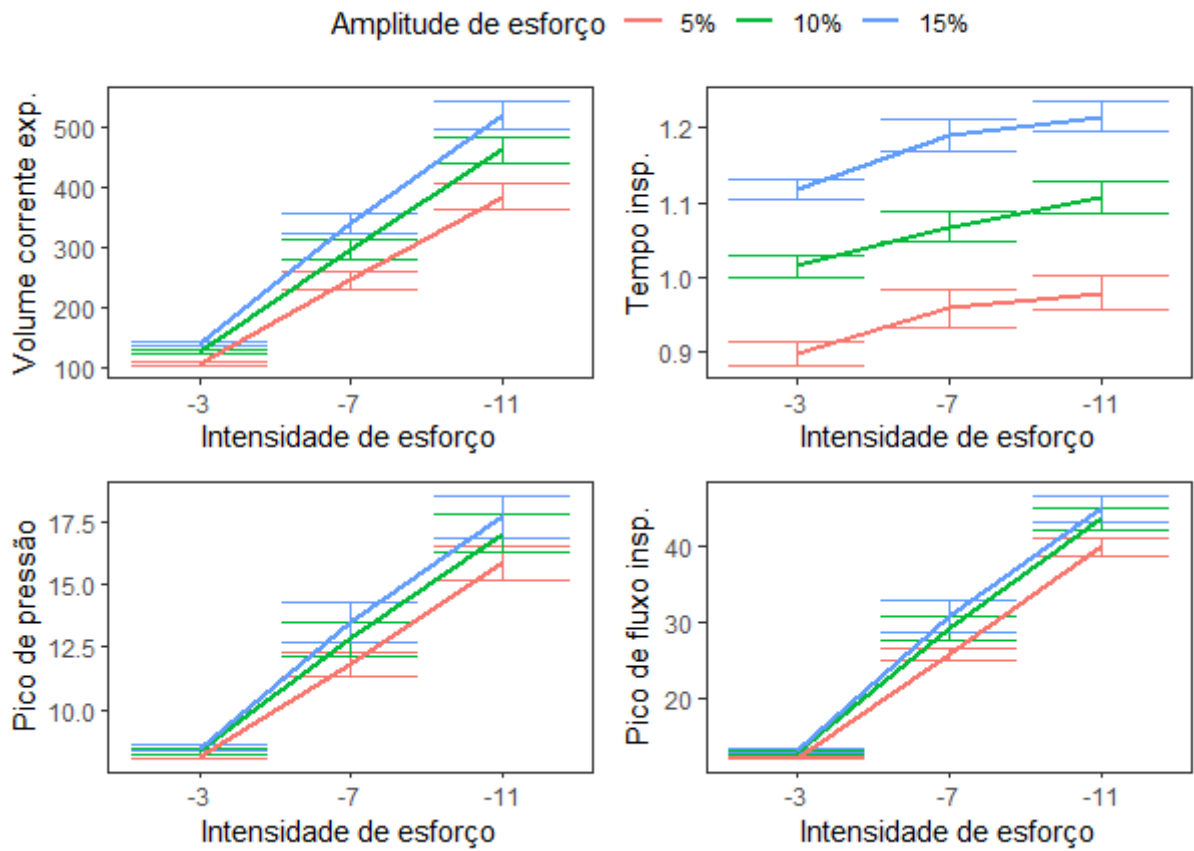 Amplitude de esforço 5% 10% 15%
Volume corrente exp.
500
400
300
200
100
-3 -7 -11
Intensidade de esforço
Tempo insp.
1.2
1.1
1.0
0.9
-3 -7 -11
Intensidade de esforço
Pico de pressão
17.5
15.0
12.5
10.0
-3 -7 -11
Intensidade de esforço
Pico de fluxo insp.
40
30
20
-3 -7 -11
Intensidade de esforço